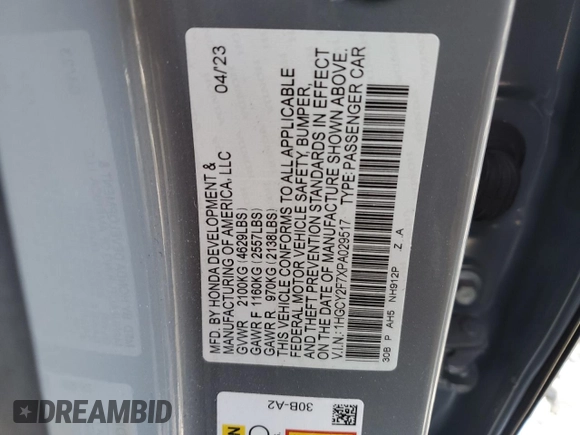 MFD. BY HONDA DEVELOPMENT & 04/23
MANUFACTURING OF AMERICA, LLC
GVWR 2100KG (4629LBS)
GAWR F 1160KG (2557LBS)
GAWR R 970KG (2138LBS)
THIS VEHICLE CONFORMS TO ALL APPLICABLE
FEDERAL MOTOR VEHICLE SAFETY, BUMPER,
AND THEFT PREVENTION STANDARDS IN EFFECT
ON THE DATE OF MANUFACTURE SHOWN ABOVE.
V.I.N.: 1HGCY2F7XPA029517 TYPE: PASSENGER CAR
30B P AH5 NH912P Z A
30B-A2
DREAMBID